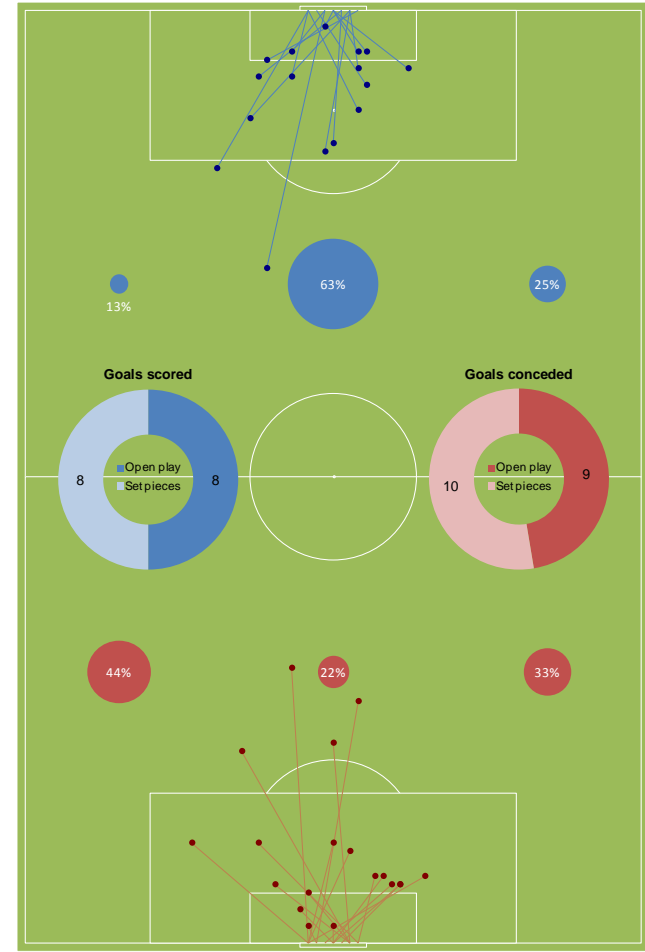 63%
25%
13%
Goals scored
Goals conceded
Open play
Set pieces
8
8
Open play
Set pieces
10
9
44%
22%
33%